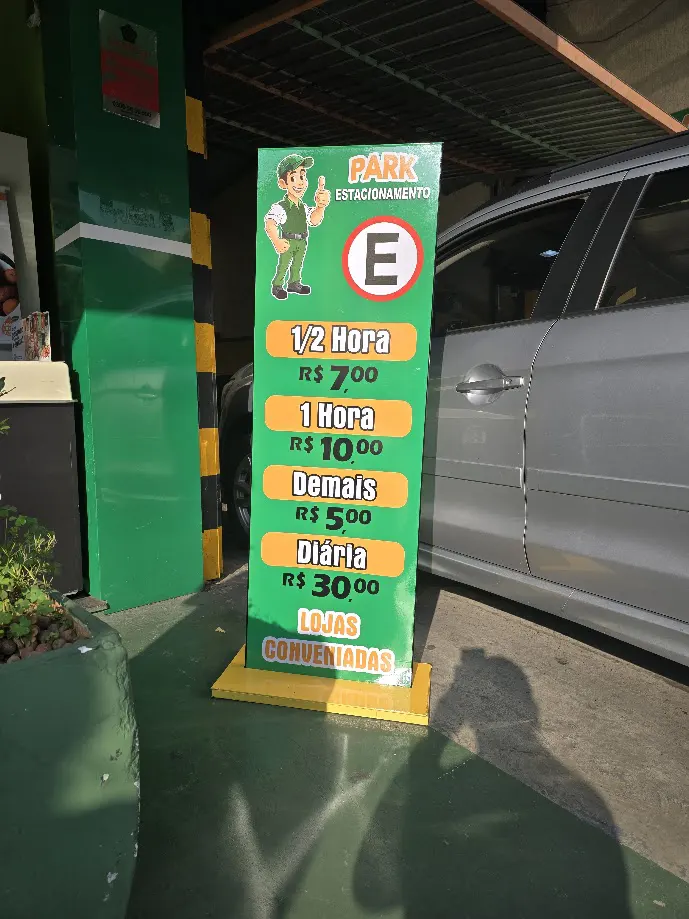 PARK
ESTACIONAMENTO
E
1/2 Hora
R$ 7,00
1 Hora
R$ 10,00
Demais
R$ 5,00
Diária
R$ 30,00
LOJAS
CONVENIADAS